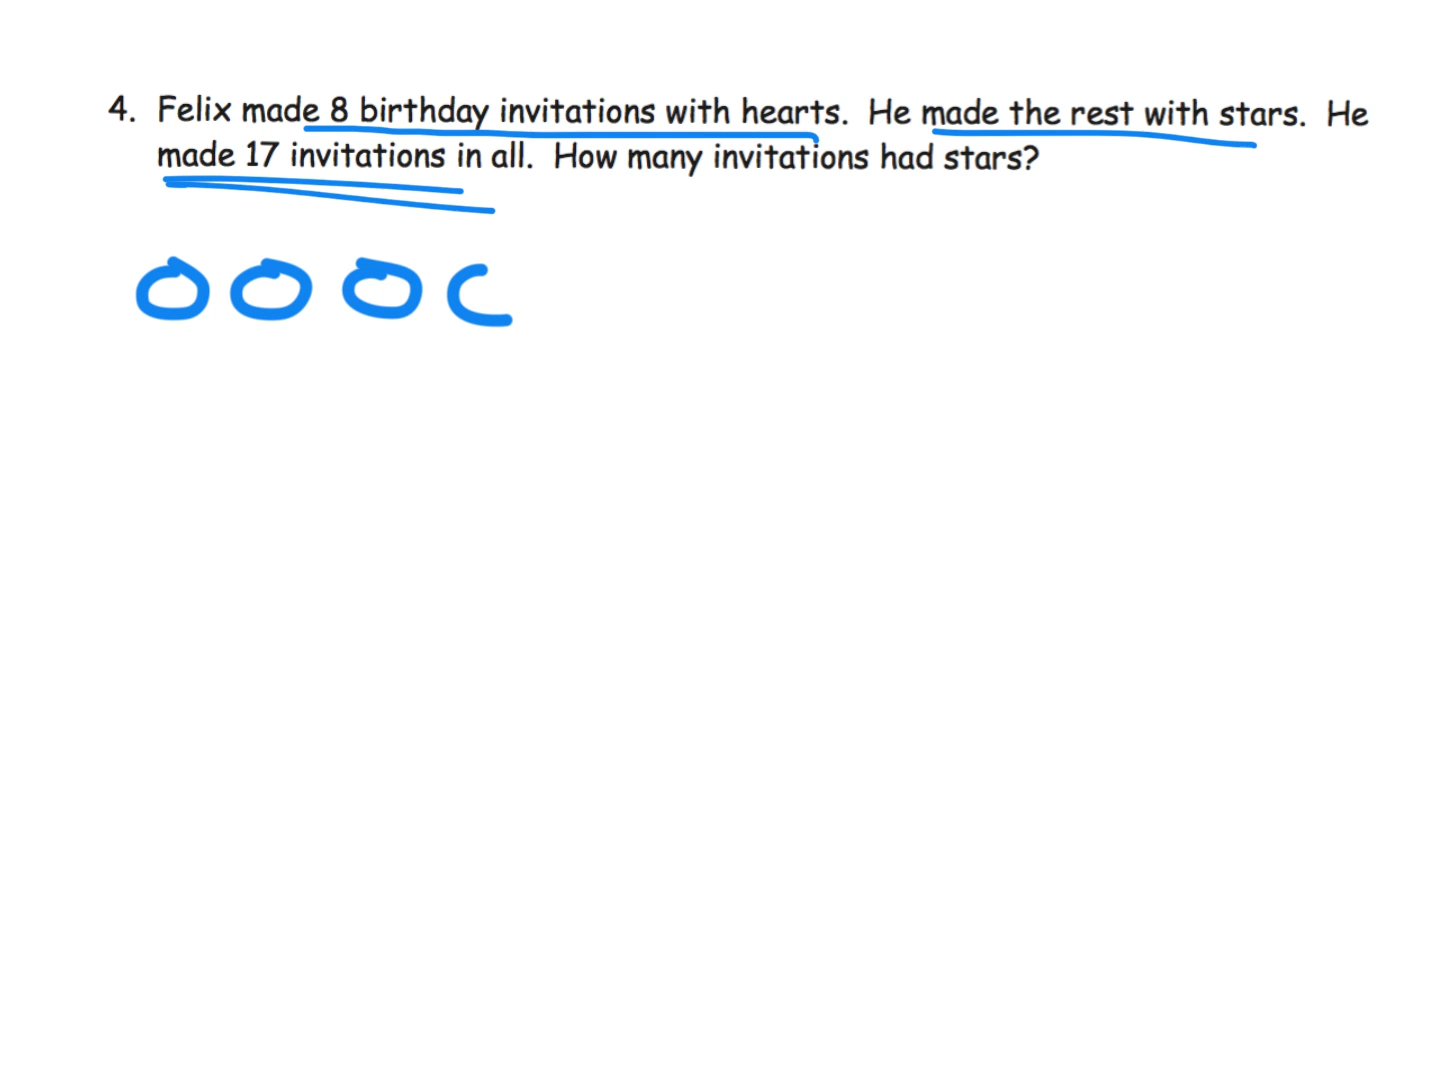 4. Felix made 8 birthday invitations with hearts. He made the rest with stars. He
made 17 invitations in all. How many invitations had stars?